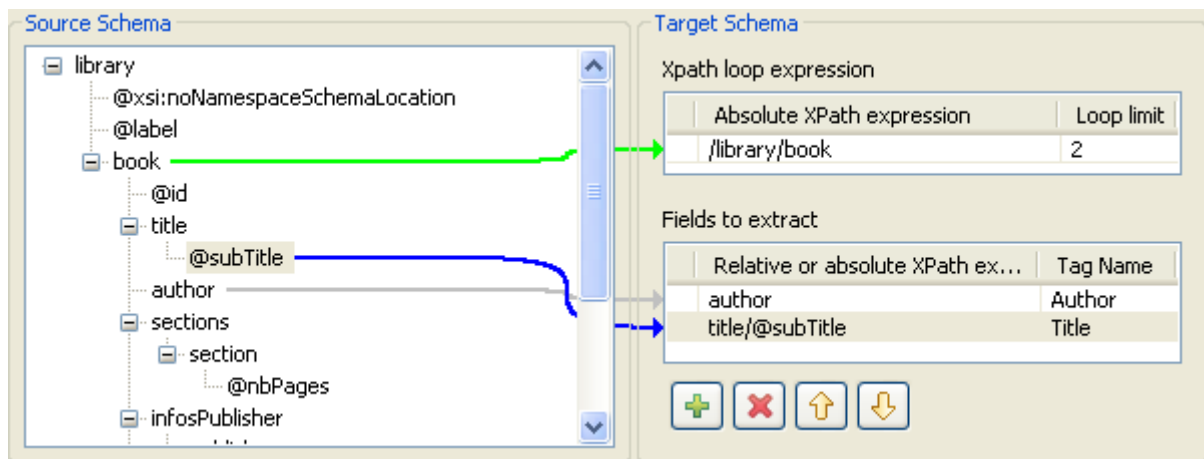 Source Schema
library
@xsi:noNamespaceSchemaLocation
@label
book
@id
title
@subTitle
author
sections
section
@nbPages
infosPublisher
Target Schema
Xpath loop expression
Absolute XPath expression Loop limit
/library/book 2
Fields to extract
Relative or absolute XPath ex... Tag Name
author Author
title/@subTitle Title